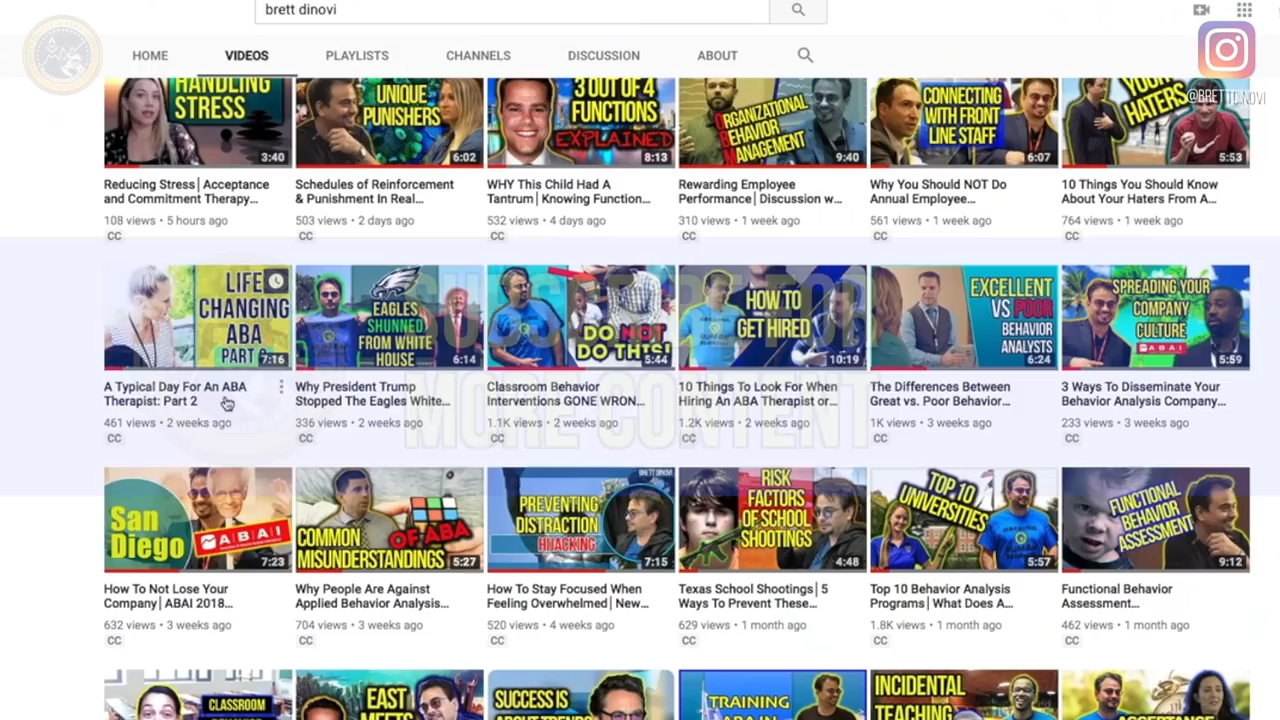 brett dinovi
HOME
VIDEOS
PLAYLISTS
CHANNELS
DISCUSSION
ABOUT
@BRETTDINOVI
HANDLING
STRESS
3:40
UNIQUE
PUNISHERS
6:02
3 OUT OF 4
FUNCTIONS
EXPLAINED
8:13
ORGANIZATIONAL
BEHAVIOR
MANAGEMENT
9:40
CONNECTING
WITH FRONT
LINE STAFF
6:07
YOUR
HATERS
5:53
Reducing Stress| Acceptance
and Commitment Therapy...
108 views • 5 hours ago
CC
Schedules of Reinforcement
& Punishment In Real...
503 views • 2 days ago
CC
WHY This Child Had A
Tantrum| Knowing Function...
532 views • 4 days ago
CC
Rewarding Employee
Performance| Discussion w...
310 views • 1 week ago
CC
Why You Should NOT Do
Annual Employee...
561 views • 1 week ago
CC
10 Things You Should Know
About Your Haters From A...
764 views • 1 week ago
CC
SUBSCRIBE FOR
MORE CONTENT
LIFE
CHANGING
ABA
PART 2
7:16
EAGLES
SHUNNED
FROM WHITE
HOUSE
6:14
DO NOT
DO THIS!
5:44
HOW TO
GET HIRED
10:19
EXCELLENT
VS POOR
BEHAVIOR
ANALYSTS
6:24
SPREADING YOUR
COMPANY
CULTURE
ABAI
5:59
A Typical Day For An ABA
Therapist: Part 2
461 views • 2 weeks ago
CC
Why President Trump
Stopped The Eagles White...
336 views • 2 weeks ago
CC
Classroom Behavior
Interventions GONE WRON...
1.1K views • 2 weeks ago
CC
10 Things To Look For When
Hiring An ABA Therapist or...
1.2K views • 2 weeks ago
CC
The Differences Between
Great vs. Poor Behavior...
1K views • 3 weeks ago
CC
3 Ways To Disseminate Your
Behavior Analysis Company...
233 views • 3 weeks ago
CC
San
Diego
ABAI
7:23
COMMON
OF ABA
MISUNDERSTANDINGS
5:27
BRETT DINOVI
PREVENTING
DISTRACTION
HIJACKING
7:15
RISK
FACTORS
OF SCHOOL
SHOOTINGS
4:48
TOP 10
UNIVERSITIES
5:57
FUNCTIONAL
BEHAVIOR
ASSESSMENT
9:12
How To Not Lose Your
Company| ABAI 2018...
632 views • 3 weeks ago
CC
Why People Are Against
Applied Behavior Analysis...
704 views • 3 weeks ago
CC
How To Stay Focused When
Feeling Overwhelmed| New...
520 views • 4 weeks ago
CC
Texas School Shootings| 5
Ways To Prevent These...
629 views • 1 month ago
CC
Top 10 Behavior Analysis
Programs| What Does A...
1.8K views • 1 month ago
CC
Functional Behavior
Assessment...
462 views • 1 month ago
CC
CLASSROOM
EAST
MEETS
SUCCESS IS
TRAINING
INCIDENTAL
TEACHING